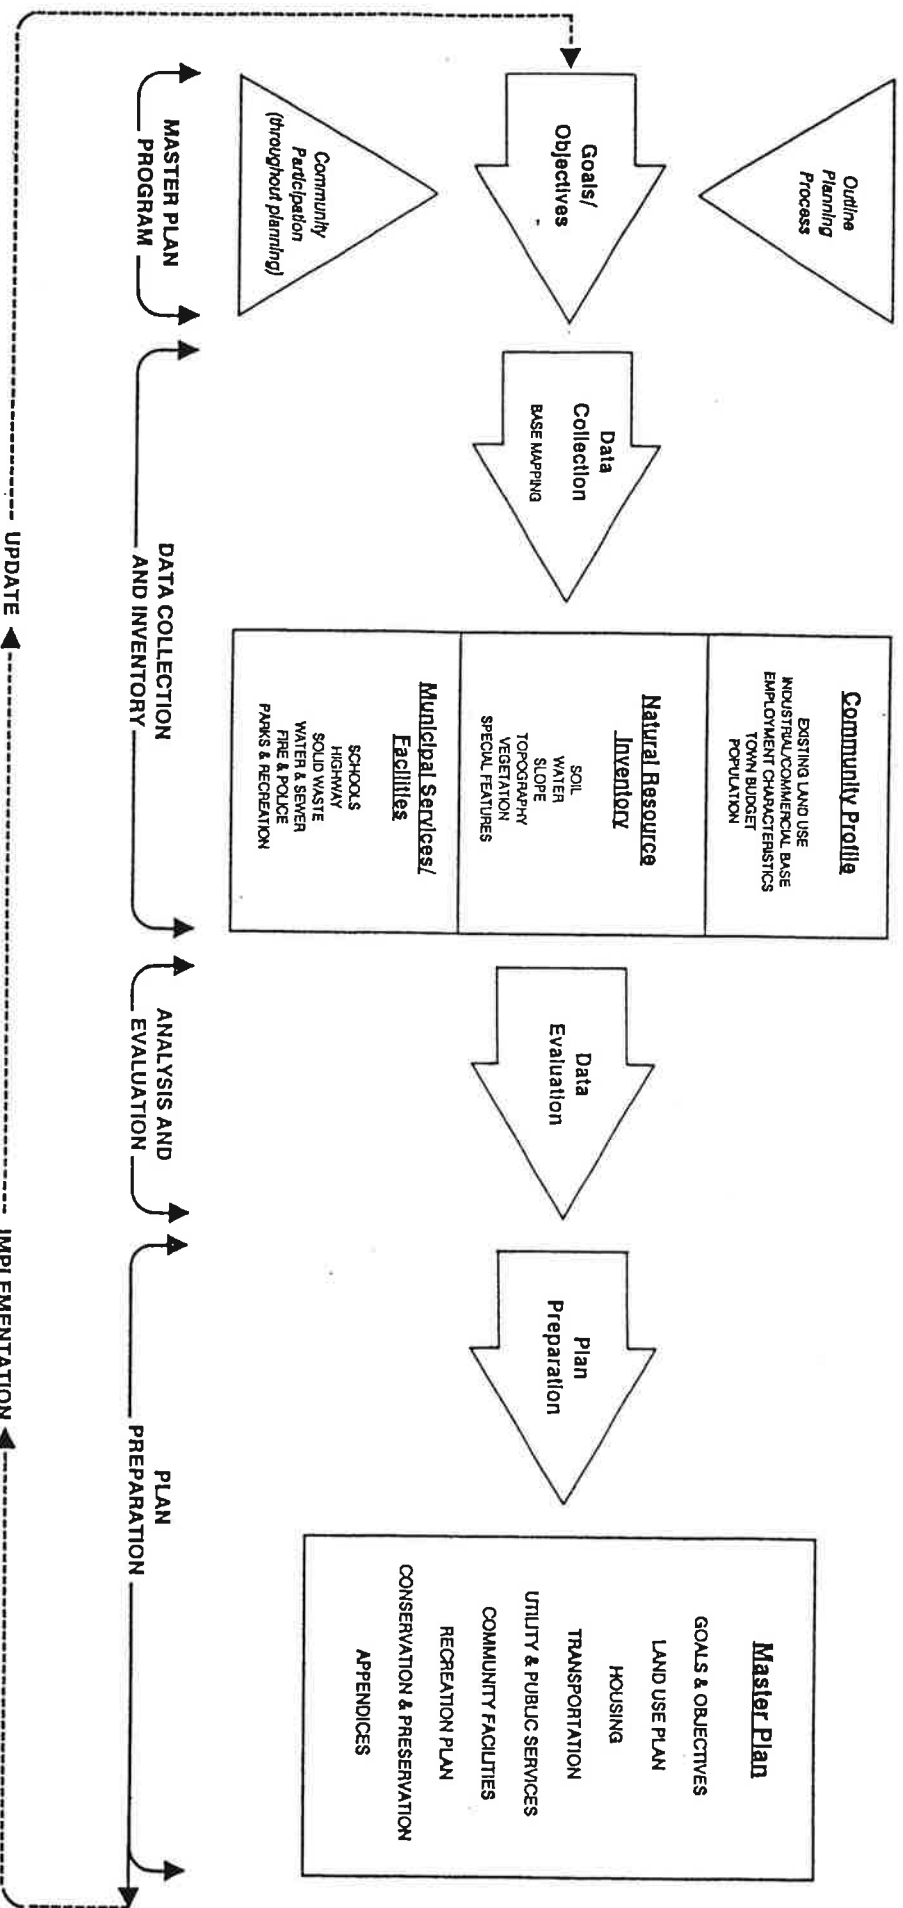 Outline
Planning
Process
Goals/
Objectives
Community
Participation
(throughout planning)
Data
Collection
BASE MAPPING
Community Profile
EXISTING LAND USE
INDUSTRIAL/COMMERCIAL BASE
EMPLOYMENT CHARACTERISTICS
TOWN BUDGET
POPULATION
Natural Resource
Inventory
SOIL
WATER
SLOPE
TOPOGRAPHY
VEGETATION
SPECIAL FEATURES
Municipal Services/
Facilities
SCHOOLS
HIGHWAY
SOLID WASTE
WATER & SEWER
FIRE & POLICE
PARKS & RECREATION
Data
Evaluation
Plan
Preparation
Master Plan
GOALS & OBJECTIVES
LAND USE PLAN
HOUSING
TRANSPORTATION
UTILITY & PUBLIC SERVICES
COMMUNITY FACILITIES
RECREATION PLAN
CONSERVATION & PRESERVATION
APPENDICES
MASTER PLAN
PROGRAM
DATA COLLECTION
AND INVENTORY
ANALYSIS AND
EVALUATION
PLAN
PREPARATION
UPDATE
IMPLEMENTATION